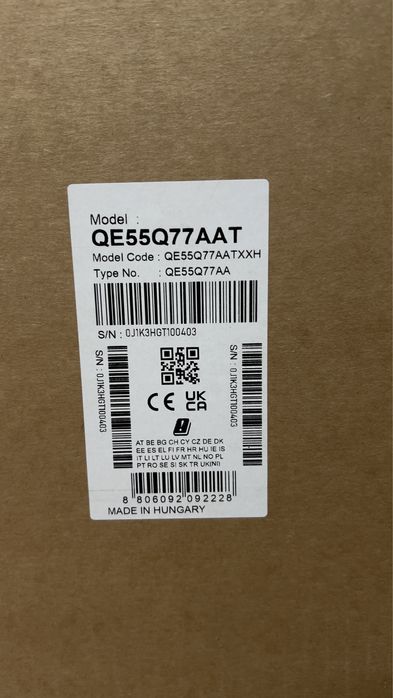 Model :
QE55Q77AAT
Model Code : QE55Q77AATXXH
Type No. : QE55Q77AA
S/N : 0J1K3HGT100403
S/N : 0J1K3HGT100403
S/N : 0J1K3HGT100403
CE UK
CA
AT BE BG CH CY CZ DE DK
EE ES EL FI FR HR HU IE IS
IT LI LT LU LV MT NL NO PL
PT RO SE SI SK TR UK(NI)
8 806092 092228
MADE IN HUNGARY